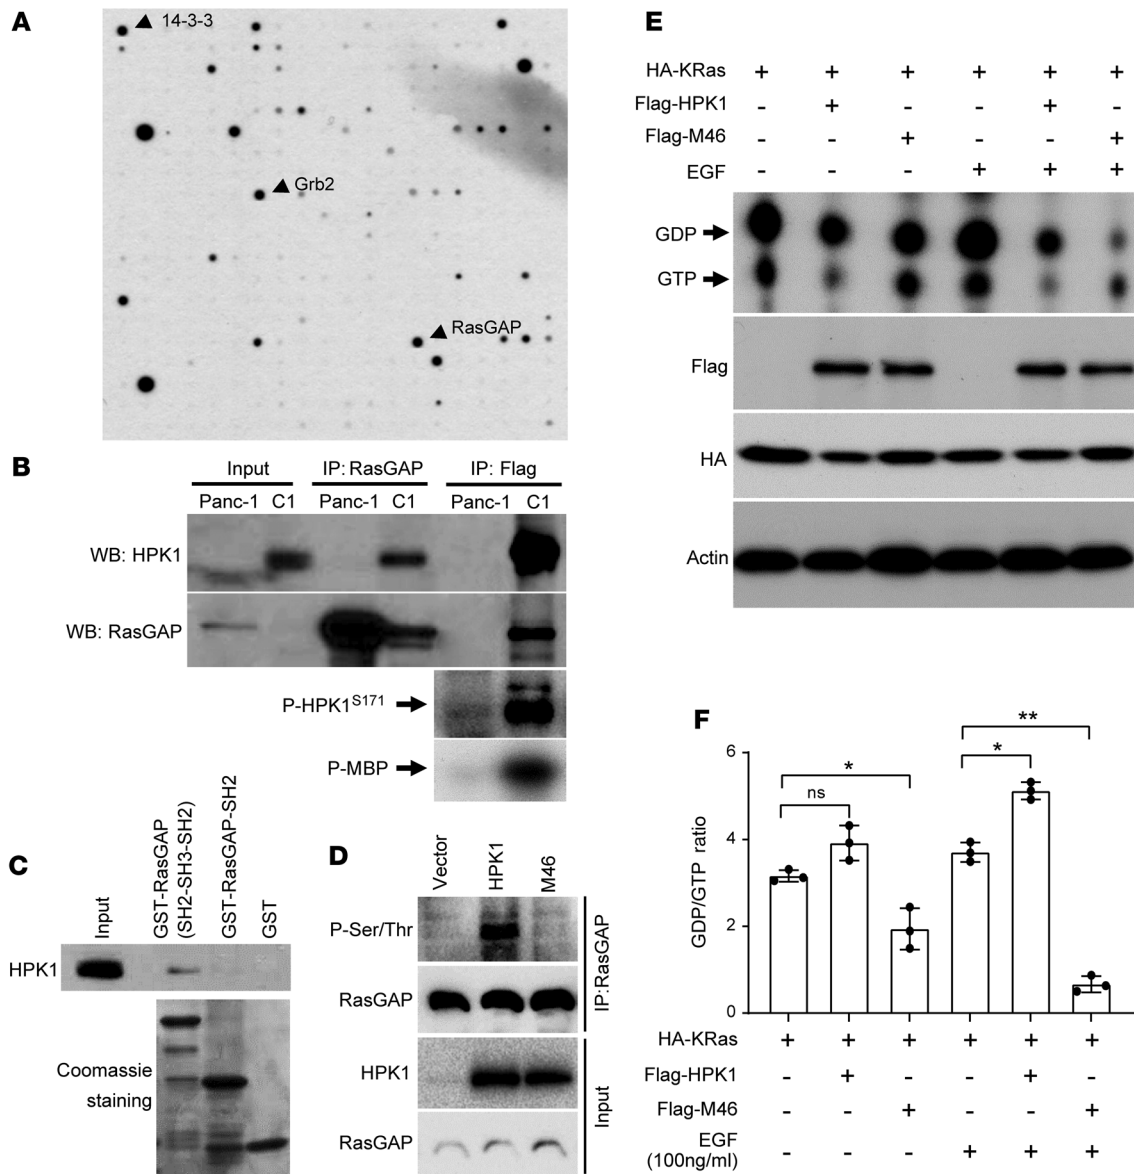 A
14-3-3
Grb2
RasGAP
B
Input IP: RasGAP IP: Flag
Panc-1 C1 Panc-1 C1 Panc-1 C1
WB: HPK1
WB: RasGAP
P-HPK1S171
P-MBP
C
Input
GST-RasGAP
(SH2-SH3-SH2)
GST-RasGAP-SH2
GST
HPK1
Coomassie
staining
D
Vector
HPK1
M46
P-Ser/Thr
RasGAP
IP:RasGAP
HPK1
RasGAP
Input
E
HA-KRas + + + + + +
Flag-HPK1 - + - - + -
Flag-M46 - - + - - +
EGF - - - + + +
GDP
GTP
Flag
HA
Actin
F
GDP/GTP ratio
6
4
2
0
ns
*
*
**
HA-KRas + + + + + +
Flag-HPK1 - + - - + -
Flag-M46 - - + - - +
EGF
(100ng/ml) - - - + + +